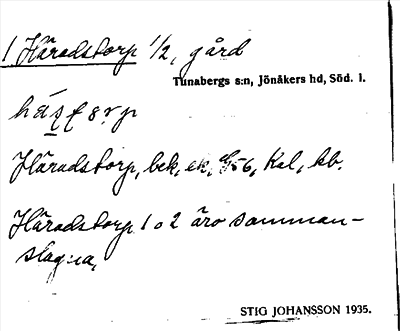 1 Häradstorp 1/2, gård
Tunabergs s:n, Jönåkers hd, Söd. l.
Häradstorp, bek, ek, 56, Kal, kb.
Häradstorp 1 o 2 äro samman-
slagna,
STIG JOHANSSON 1935.